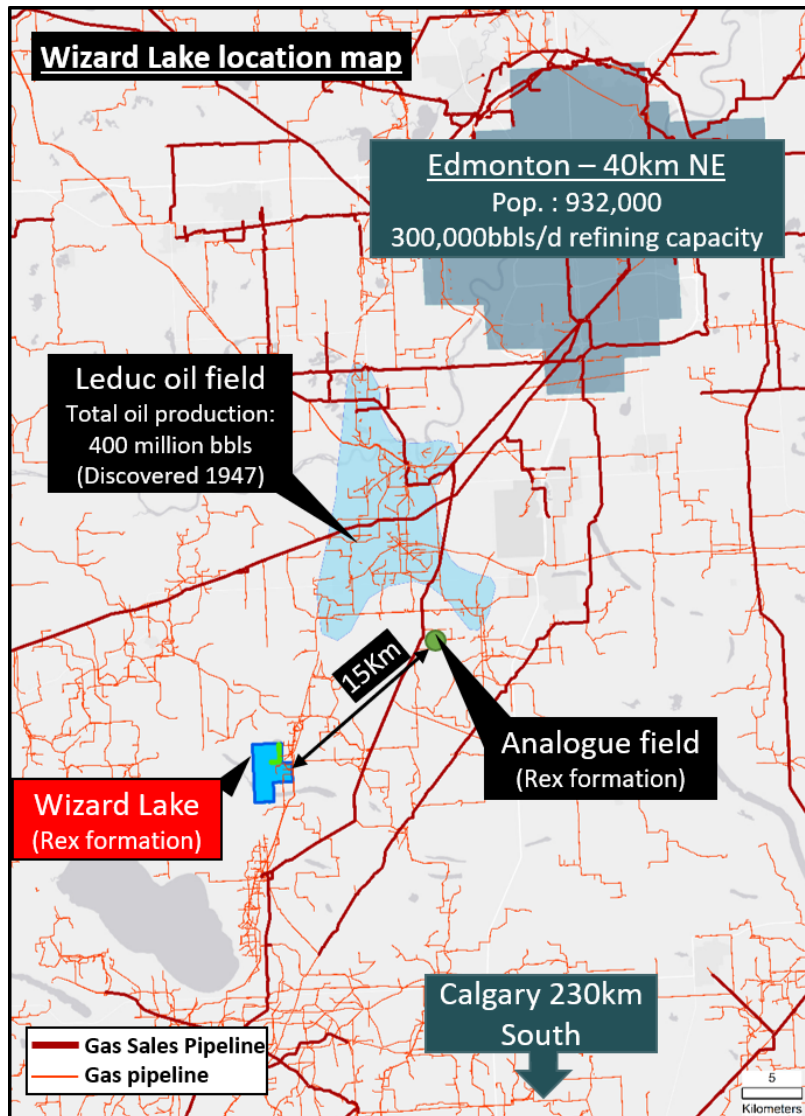 Wizard Lake location map
Edmonton – 40km NE
Pop. : 932,000
300,000bbls/d refining capacity
Leduc oil field
Total oil production:
400 million bbls
(Discovered 1947)
15Km
Analogue field
(Rex formation)
Wizard Lake
(Rex formation)
Calgary 230km
South
Gas Sales Pipeline
Gas pipeline
5
Kilometers